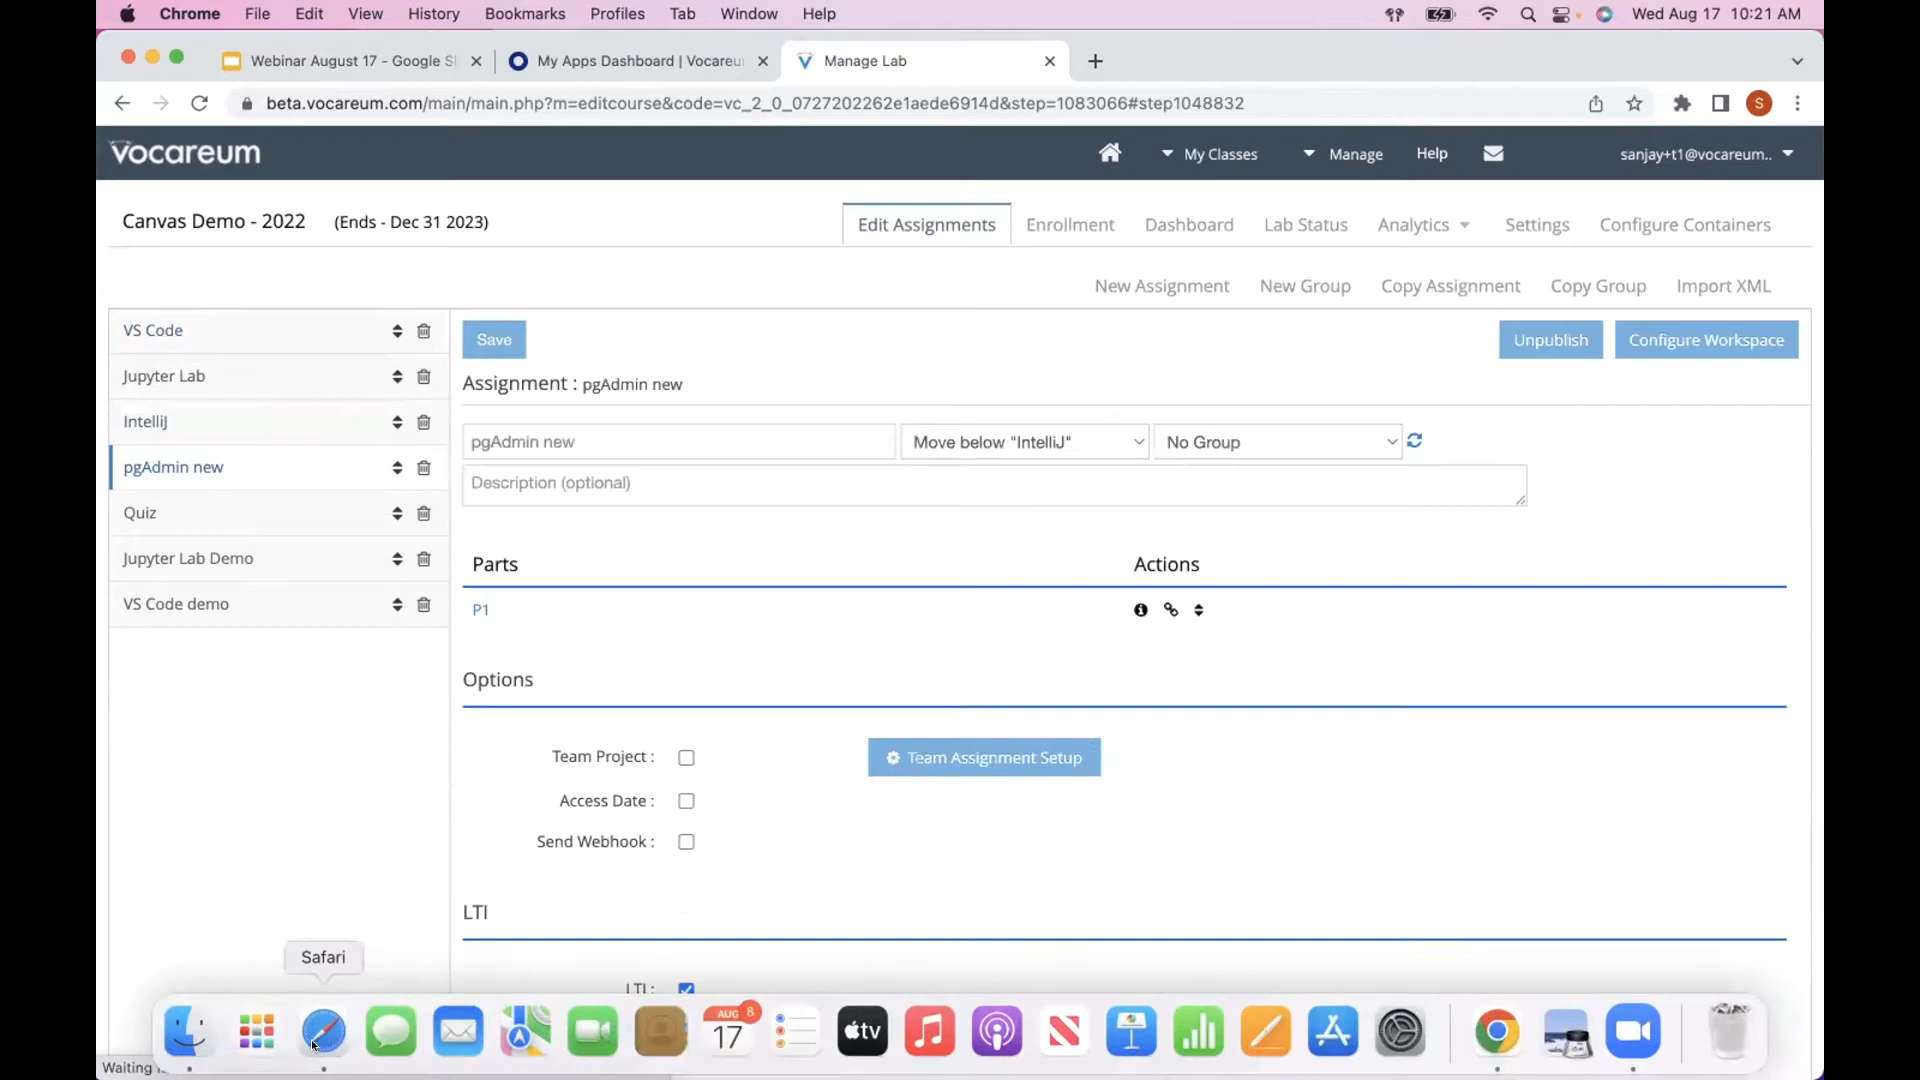 Chrome File Edit View History Bookmarks Profiles Tab Window Help Wed Aug 17 10:21 AM
Webinar August 17 - Google Sl My Apps Dashboard | Vocareu Manage Lab
beta.vocareum.com/main/main.php?m=editcourse&code=vc_2_0_0727202262e1aede6914d&step=1083066#step1048832 S
vocareum My Classes Manage Help sanjay+t1@vocareum..
Canvas Demo - 2022 (Ends - Dec 31 2023) Edit Assignments Enrollment Dashboard Lab Status Analytics Settings Configure Containers
New Assignment New Group Copy Assignment Copy Group Import XML
VS Code
Jupyter Lab
IntelliJ
pgAdmin new
Quiz
Jupyter Lab Demo
VS Code demo
Save Unpublish Configure Workspace
Assignment : pgAdmin new
pgAdmin new Move below "IntelliJ" No Group
Description (optional)
Parts Actions
P1
Options
Team Project : Team Assignment Setup
Access Date :
Send Webhook :
LTI
LTI :
Safari
AUG 8
17
tv
Waiting